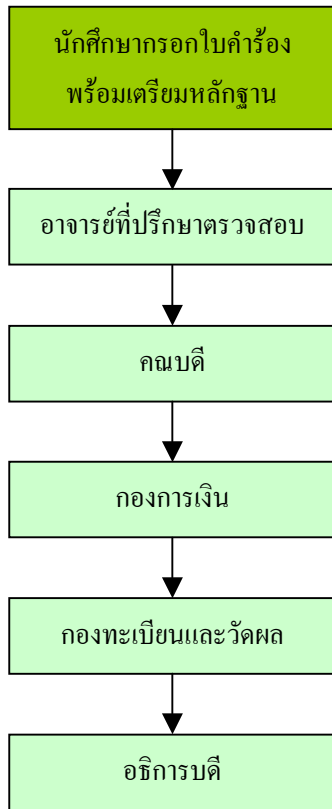 นักศึกษากรอกใบคำร้อง
พร้อมเตรียมหลักฐาน
อาจารย์ที่ปรึกษาตรวจสอบ
คณบดี
กองการเงิน
กองทะเบียนและวัดผล
อธิการบดี